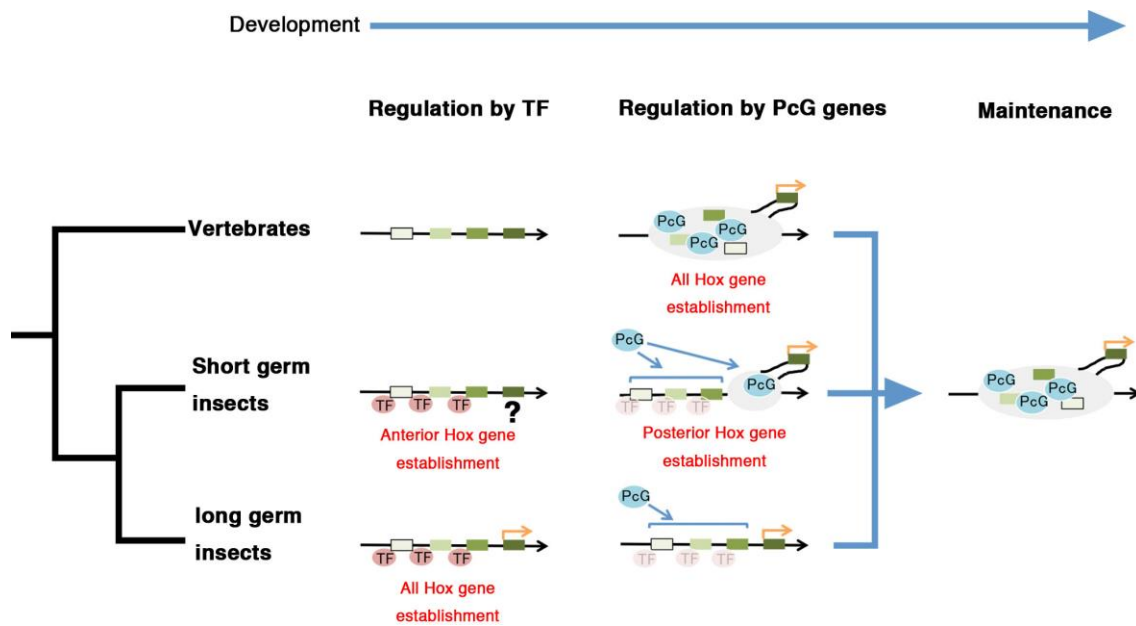 Development
Regulation by TF
Regulation by PcG genes
Maintenance
Vertebrates
PcG
PcG
PcG
All Hox gene
establishment
Short germ
insects
TF TF TF
?
Anterior Hox gene
establishment
PcG
PcG
TF TF TF
Posterior Hox gene
establishment
PcG
PcG
PcG
long germ
insects
TF TF TF
All Hox gene
establishment
PcG
TF TF TF